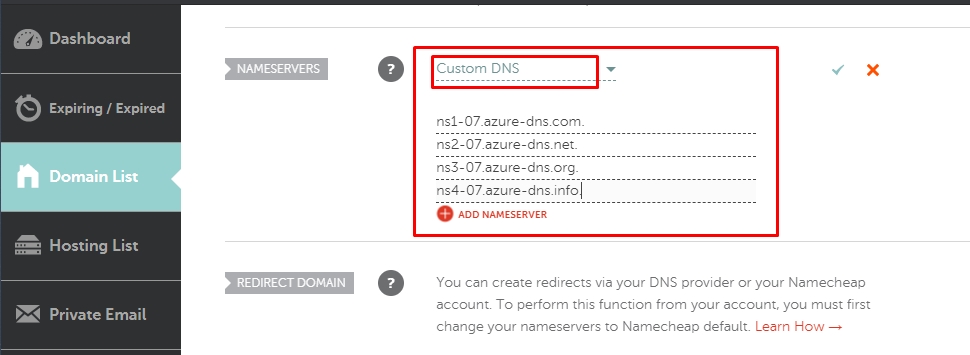 Dashboard
Expiring / Expired
Domain List
Hosting List
Private Email
NAMESERVERS
?
Custom DNS
ns1-07.azure-dns.com.
ns2-07.azure-dns.net.
ns3-07.azure-dns.org.
ns4-07.azure-dns.info.
ADD NAMESERVER
REDIRECT DOMAIN
?
You can create redirects via your DNS provider or your Namecheap
account. To perform this function from your account, you must first
change your nameservers to Namecheap default. Learn How →